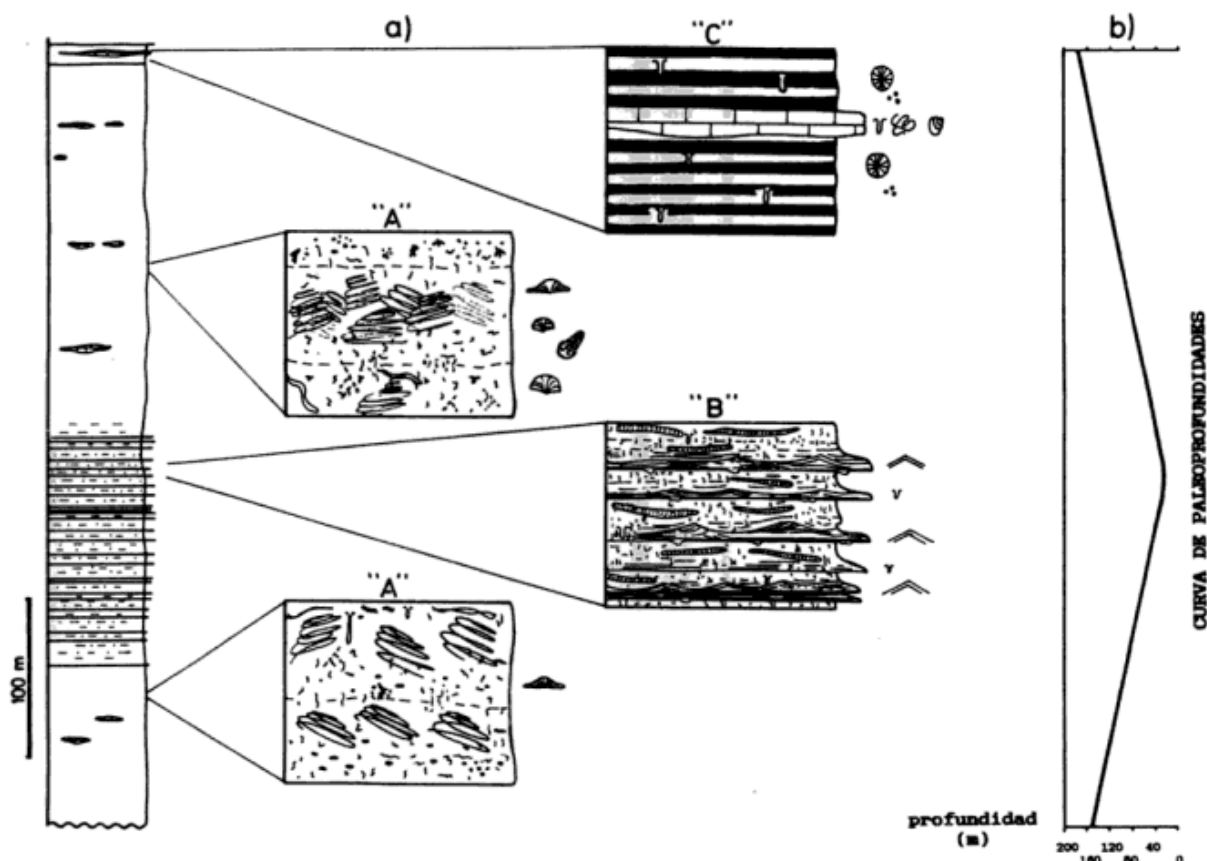 a)
b)
"C"
"A"
"B"
"A"
100 m
CURVA DE PALEOPROFUNDIDADES
profundidad
(m)
200 120 40
160 80 0